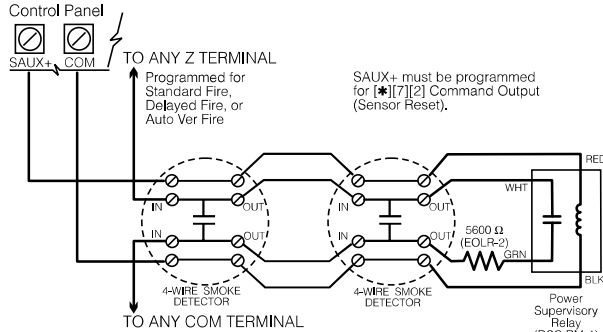 Control Panel
SAUX+ COM
TO ANY Z TERMINAL
Programmed for
Standard Fire,
Delayed Fire, or
Auto Ver Fire
SAUX+ must be programmed
for [✱][7][2] Command Output
(Sensor Reset).
RED
WHT
IN OUT IN OUT
5600 Ω
(EOLR-2)
IN OUT IN OUT
GRN
BLK
4-WIRE SMOKE
DETECTOR
4-WIRE SMOKE
DETECTOR
Power
Supervisory
Relay
TO ANY COM TERMINAL